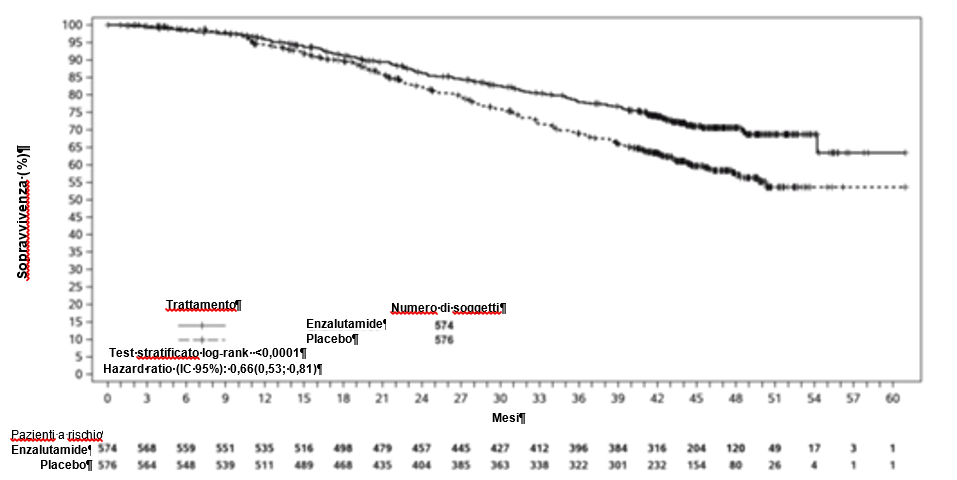 100
95
90
85
80
75
70
65
60
55
50
45
40
35
30
25
20
15
10
5
0
Sopravvivenza·(%)¶
Trattamento¶ Numero·di·soggetti¶
Enzalutamide¶ 574
Placebo¶ 576
Test·stratificato·log-rank·-<0,0001¶
Hazard·ratio·(IC·95%):·0,66(0,53;·0,81)¶
0 3 6 9 12 15 18 21 24 27 30 33 36 39 42 45 48 51 54 57 60
Mesi¶
Pazienti·a·rischio
Enzalutamide¶ 574 568 559 551 535 516 498 479 457 445 427 412 396 384 316 204 120 49 17 3 1
Placebo¶ 576 564 548 539 511 489 468 435 404 385 363 338 322 301 232 154 80 26 4 1 1